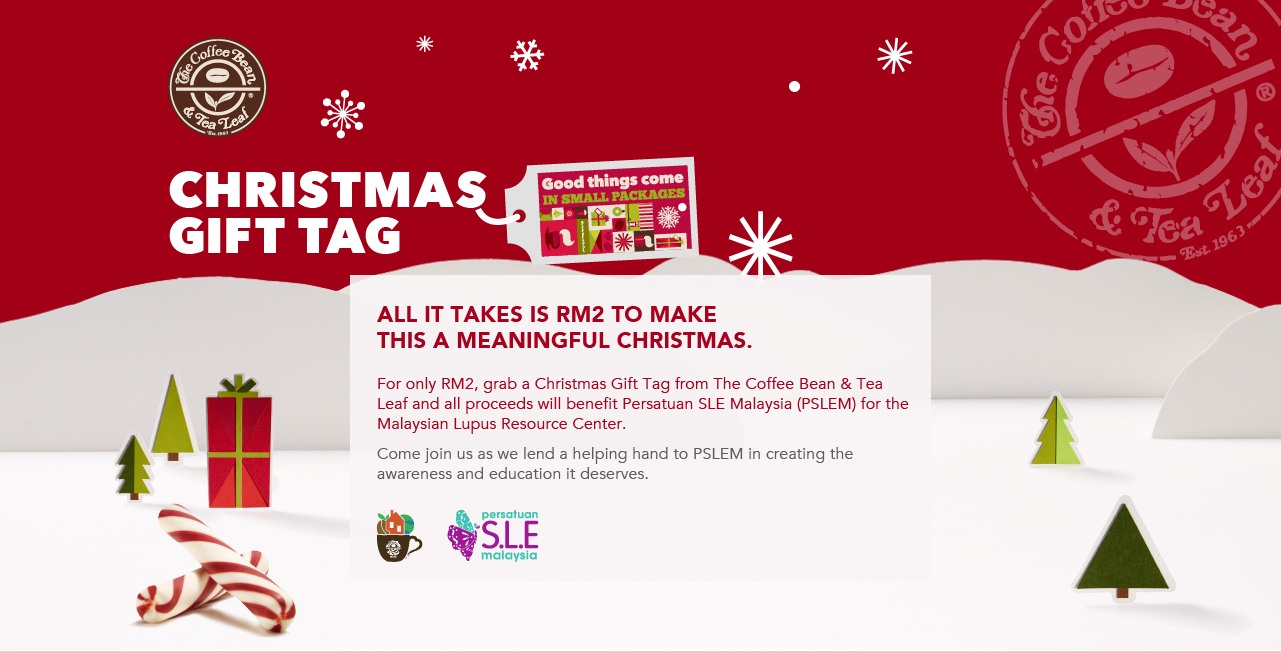 The Coffee Bean
& Tea Leaf
Est. 1963
®
The Coffee Bean
& Tea Leaf
Est. 1963
®
CHRISTMAS
GIFT TAG
Good things come
IN SMALL PACKAGES
ALL IT TAKES IS RM2 TO MAKE
THIS A MEANINGFUL CHRISTMAS.
For only RM2, grab a Christmas Gift Tag from The Coffee Bean & Tea
Leaf and all proceeds will benefit Persatuan SLE Malaysia (PSLEM) for the
Malaysian Lupus Resource Center.
Come join us as we lend a helping hand to PSLEM in creating the
awareness and education it deserves.
persatuan
S.L.E
malaysia